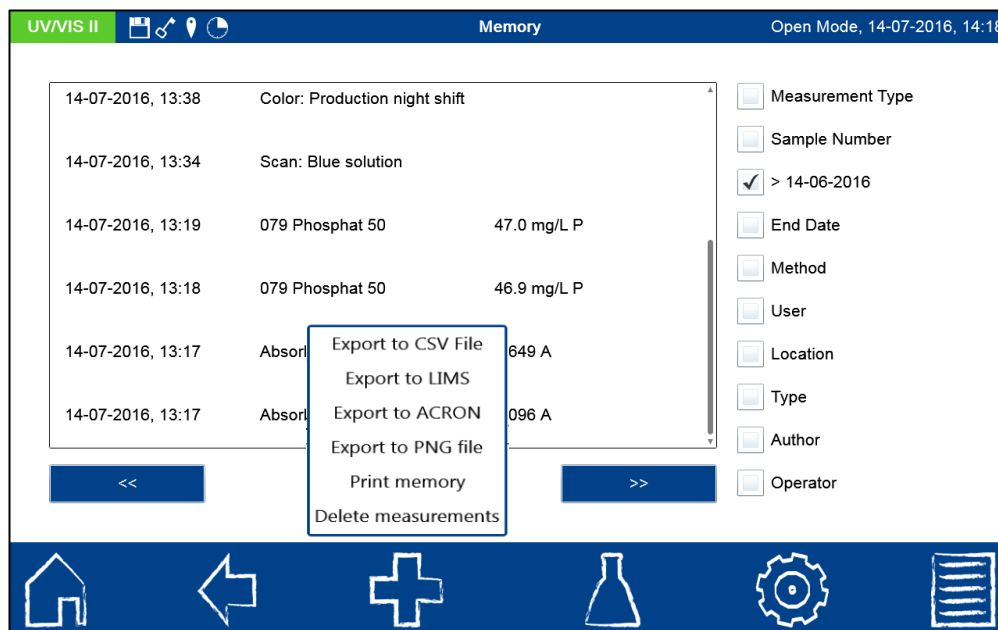 UV/VIS II Memory Open Mode, 14-07-2016, 14:18
14-07-2016, 13:38 Color: Production night shift
14-07-2016, 13:34 Scan: Blue solution
14-07-2016, 13:19 079 Phosphat 50 47.0 mg/L P
14-07-2016, 13:18 079 Phosphat 50 46.9 mg/L P
14-07-2016, 13:17 649 A
14-07-2016, 13:17 096 A
<< >>
Export to CSV File
Export to LIMS
Export to ACRON
Export to PNG file
Print memory
Delete measurements
Measurement Type
Sample Number
> 14-06-2016
End Date
Method
User
Location
Type
Author
Operator